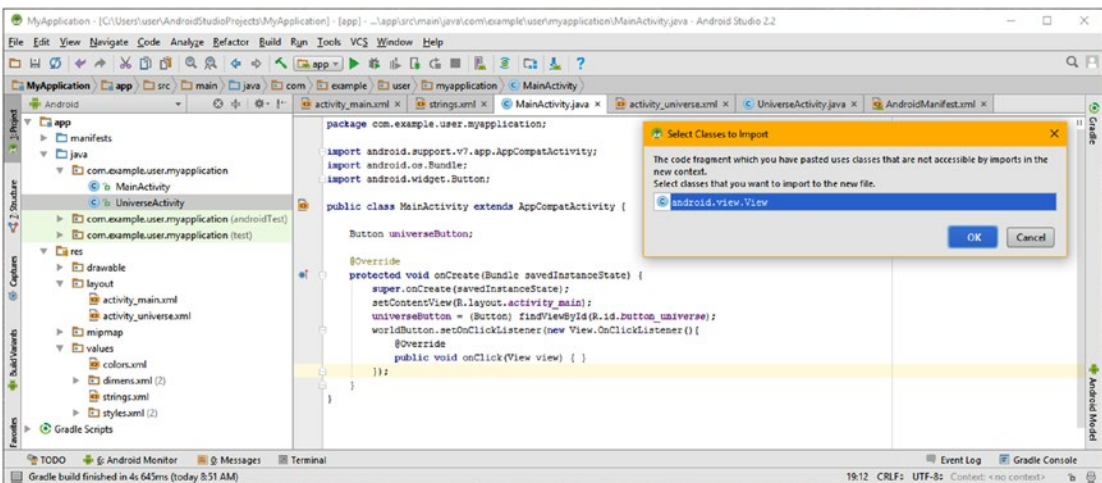 MyApplication - [C:\Users\user\AndroidStudioProjects\MyApplication] - [app] - ...\app\src\main\java\com\example\user\myapplication\MainActivity.java - Android Studio 2.2
File Edit View Navigate Code Analyze Refactor Build Run Tools VCS Window Help
app
MyApplication app src main java com example user myapplication MainActivity
Android
activity_main.xml × strings.xml × MainActivity.java × activity_universe.xml × UniverseActivity.java × AndroidManifest.xml ×
1: Project
Z: Structure
Captures
Build Variants
Favorites
app
manifests
java
com.example.user.myapplication
MainActivity
UniverseActivity
com.example.user.myapplication (androidTest)
com.example.user.myapplication (test)
res
drawable
layout
activity_main.xml
activity_universe.xml
mipmap
values
colors.xml
dimens.xml (2)
strings.xml
styles.xml (2)
Gradle Scripts
package com.example.user.myapplication;
import android.support.v7.app.AppCompatActivity;
import android.os.Bundle;
import android.widget.Button;
public class MainActivity extends AppCompatActivity {
Button universeButton;
@Override
protected void onCreate(Bundle savedInstanceState) {
super.onCreate(savedInstanceState);
setContentView(R.layout.activity_main);
universeButton = (Button) findViewById(R.id.button_universe);
worldButton.setOnClickListener(new View.OnClickListener(){
@Override
public void onClick(View view) { }
});
}
}
Select Classes to Import
The code fragment which you have pasted uses classes that are not accessible by imports in the
new context.
Select classes that you want to import to the new file.
android.view.View
OK Cancel
Gradle
Android Model
TODO 6: Android Monitor 0: Messages Terminal
Event Log Gradle Console
Gradle build finished in 4s 645ms (today 8:51 AM)
19:12 CRLF: UTF-8: Context: <no context>